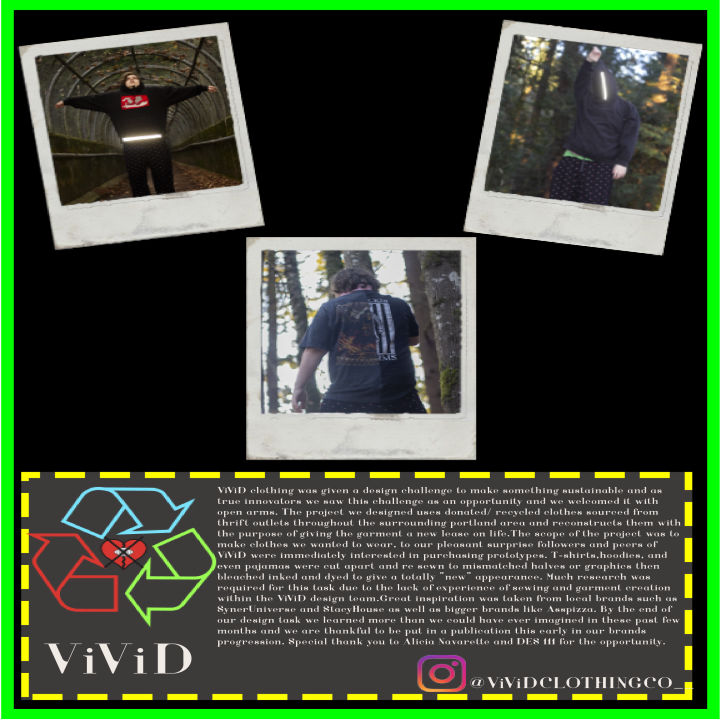 ViViD clothing was given a design challenge to make something sustainable and as
true innovators we saw this challenge as an opportunity and we welcomed it with
open arms. The project we designed uses donated/ recycled clothes sourced from
thrift outlets throughout the surrounding portland area and reconstructs them with
the purpose of giving the garment a new lease on life.The scope of the project was to
make clothes we wanted to wear, to our pleasant surprise followers and peers of
ViViD were immediately interested in purchasing prototypes. T-shirts,hoodies, and
even pajamas were cut apart and re sewn to mismatched halves or graphics then
bleached inked and dyed to give a totally "new" appearance. Much research was
required for this task due to the lack of experience of sewing and garment creation
within the ViViD design team.Great inspiration was taken from local brands such as
SynerUniverse and StacyHouse as well as bigger brands like Asspizza. By the end of
our design task we learned more than we could have ever imagined in these past few
months and we are thankful to be put in a publication this early in our brands
progression. Special thank you to Alicia Navarette and DES 111 for the opportunity.
ViViD
@ViViDCLOTHINGCO_